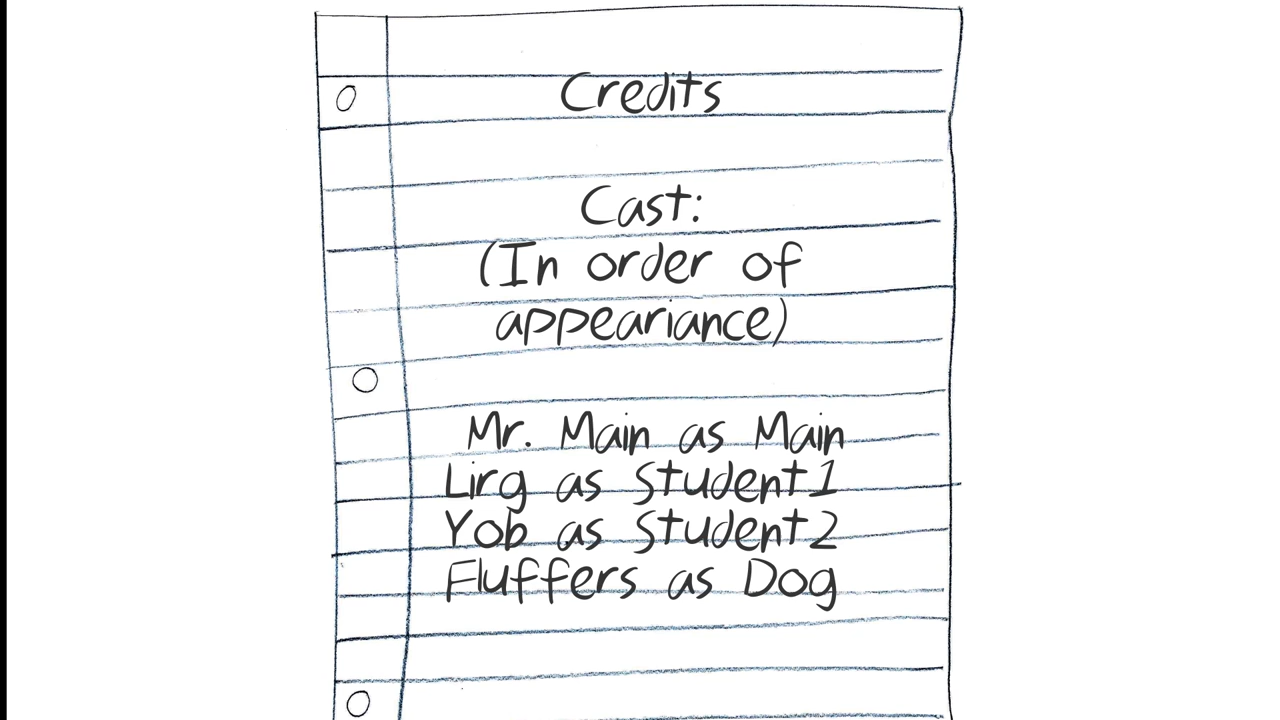 Credits
Cast:
(In order of
appeariance)
Mr. Main as Main
Lirg as Student1
Yob as Student2
Fluffers as Dog